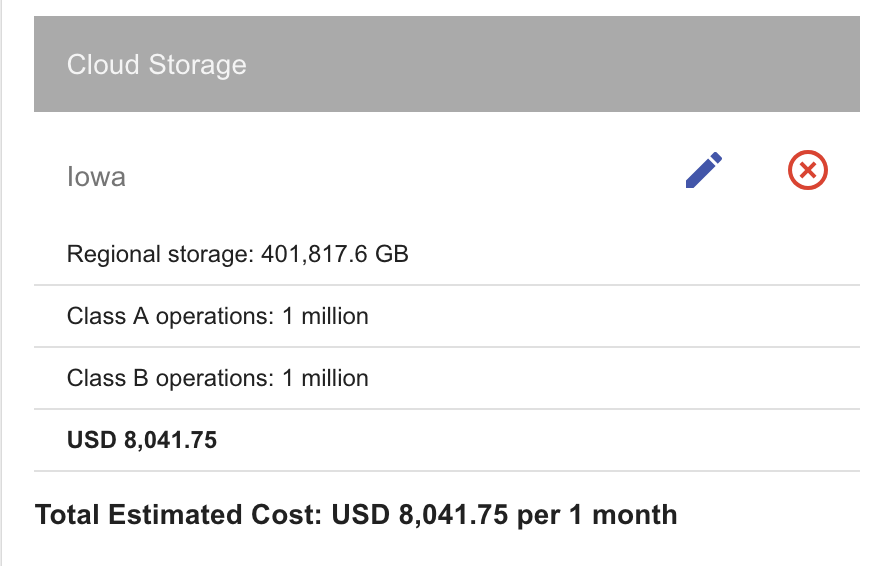 Cloud Storage
Iowa
Regional storage: 401,817.6 GB
Class A operations: 1 million
Class B operations: 1 million
USD 8,041.75
Total Estimated Cost: USD 8,041.75 per 1 month